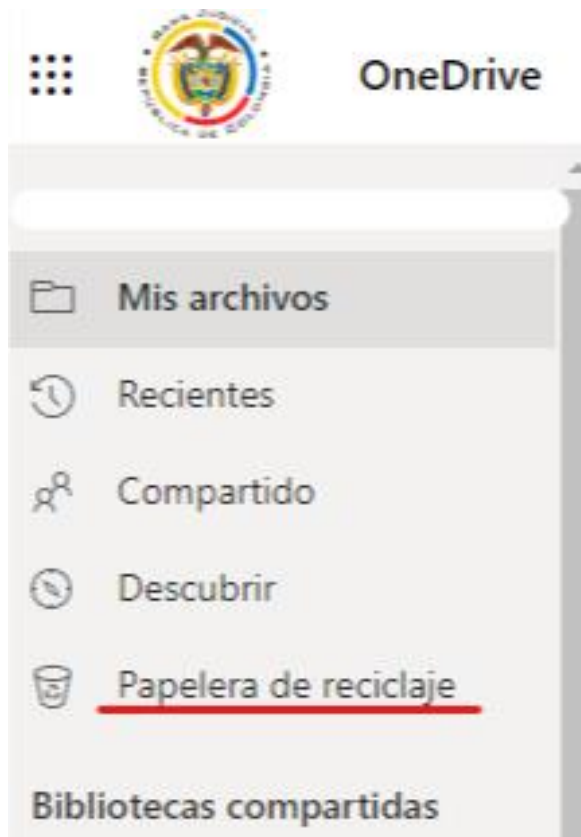 OneDrive
Mis archivos
Recientes
Compartido
Descubrir
Papelera de reciclaje
Bibliotecas compartidas